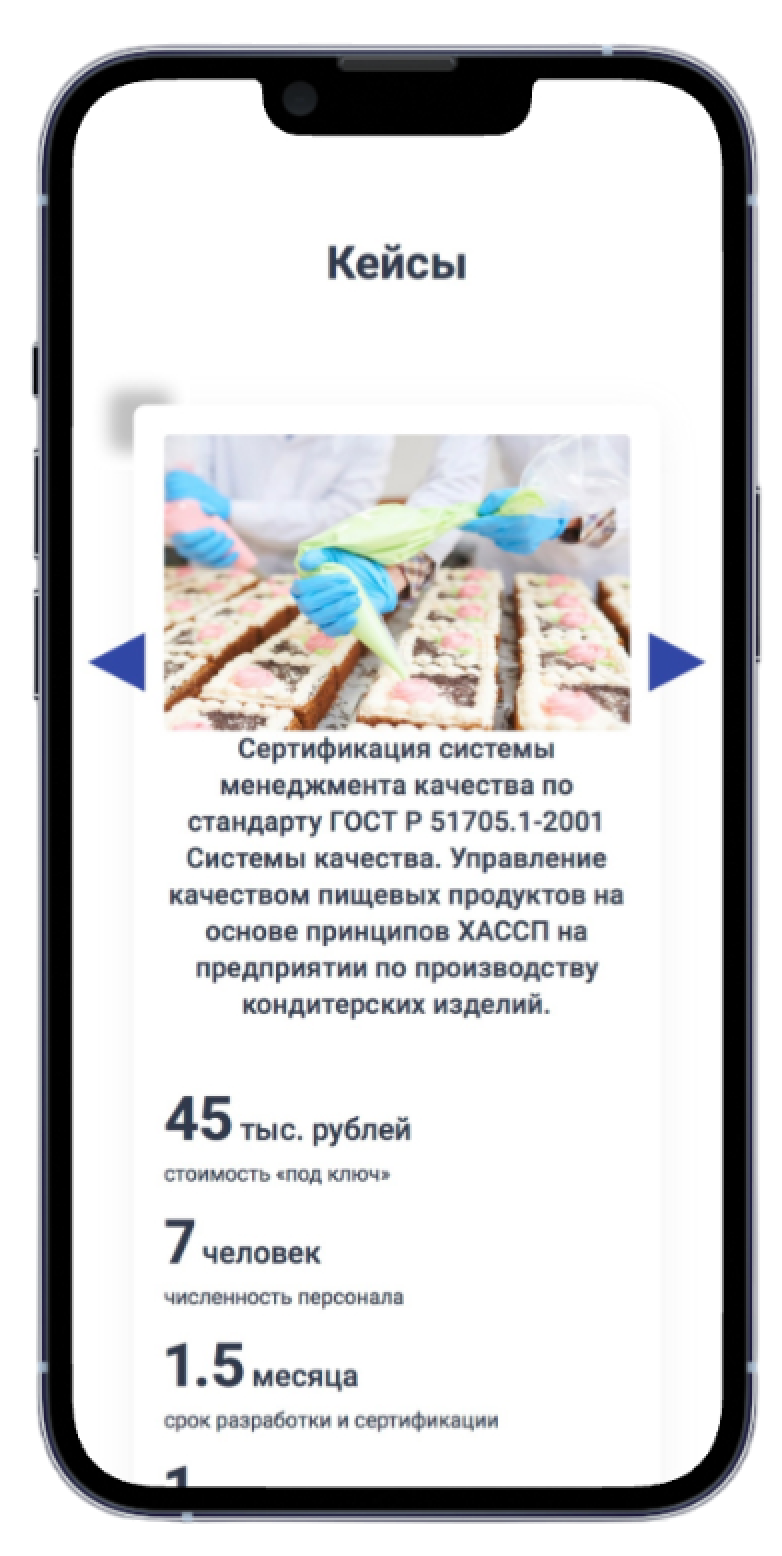 Кейсы
Сертификация системы
менеджмента качества по
стандарту ГОСТ Р 51705.1-2001
Системы качества. Управление
качеством пищевых продуктов на
основе принципов ХАССП на
предприятии по производству
кондитерских изделий.
45 тыс. рублей
стоимость «под ключ»
7 человек
численность персонала
1.5 месяца
срок разработки и сертификации
1